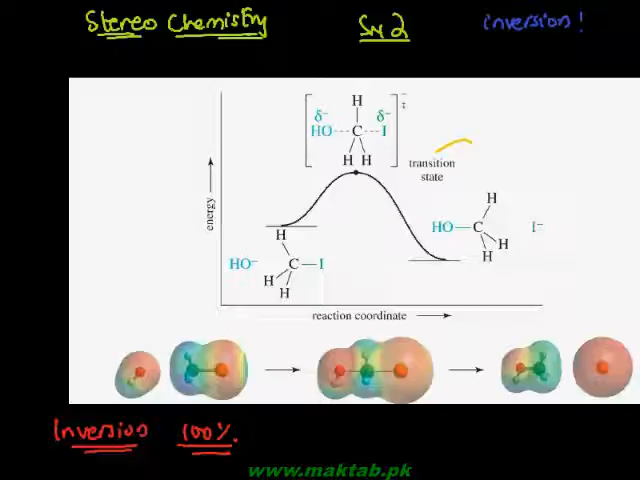 Stereo Chemistry SN2 inversion!
H
δ− δ−
HO---C---I
‡
H H
transition
state
energy
H
HO—C I−
H
H
H
HO− C—I
H
H
reaction coordinate
Inversion 100%.
www.maktab.pk